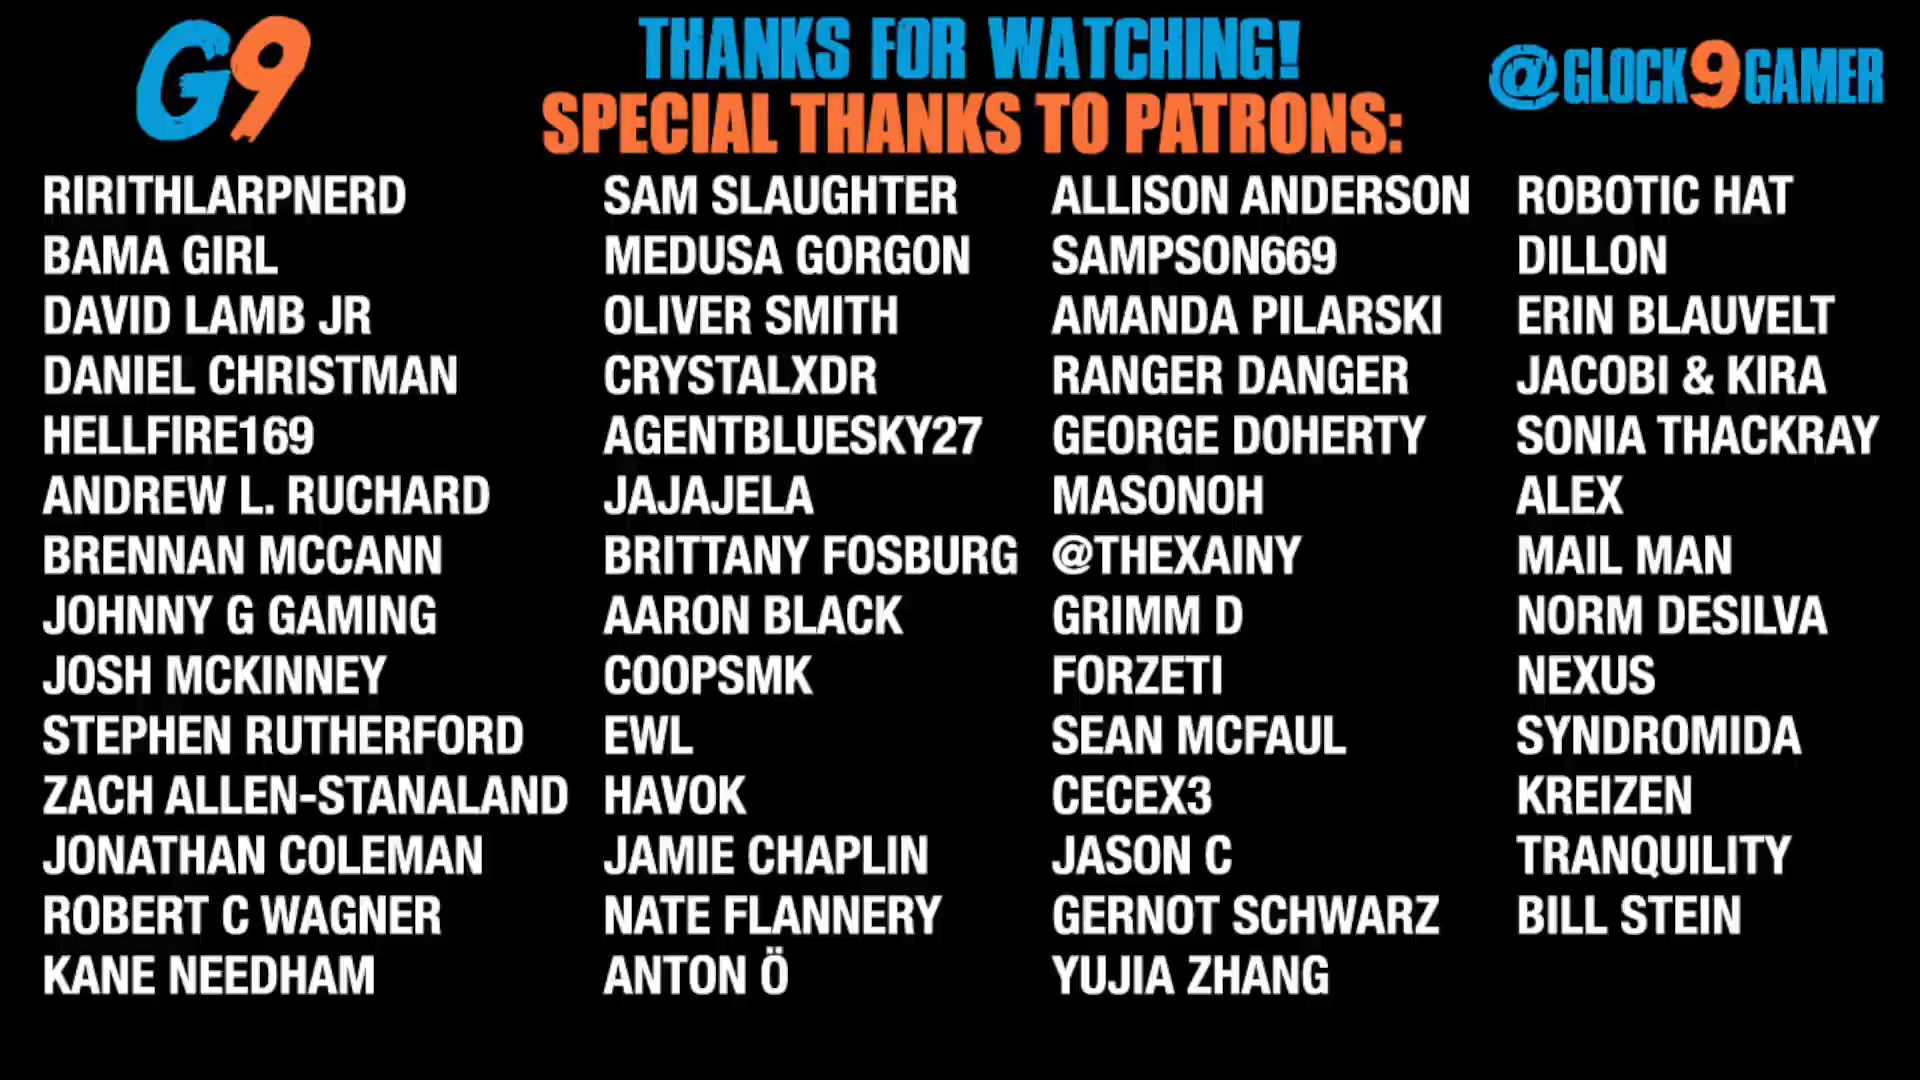 G9
THANKS FOR WATCHING!
SPECIAL THANKS TO PATRONS:
@GLOCK9GAMER
RIRITHLARPNERD
BAMA GIRL
DAVID LAMB JR
DANIEL CHRISTMAN
HELLFIRE169
ANDREW L. RUCHARD
BRENNAN MCCANN
JOHNNY G GAMING
JOSH MCKINNEY
STEPHEN RUTHERFORD
ZACH ALLEN-STANALAND
JONATHAN COLEMAN
ROBERT C WAGNER
KANE NEEDHAM
SAM SLAUGHTER
MEDUSA GORGON
OLIVER SMITH
CRYSTALXDR
AGENTBLUESKY27
JAJAJELA
BRITTANY FOSBURG
AARON BLACK
COOPSMK
EWL
HAVOK
JAMIE CHAPLIN
NATE FLANNERY
ANTON Ö
ALLISON ANDERSON
SAMPSON669
AMANDA PILARSKI
RANGER DANGER
GEORGE DOHERTY
MASONOH
@THEXAINY
GRIMM D
FORZETI
SEAN MCFAUL
CECEX3
JASON C
GERNOT SCHWARZ
YUJIA ZHANG
ROBOTIC HAT
DILLON
ERIN BLAUVELT
JACOBI & KIRA
SONIA THACKRAY
ALEX
MAIL MAN
NORM DESILVA
NEXUS
SYNDROMIDA
KREIZEN
TRANQUILITY
BILL STEIN